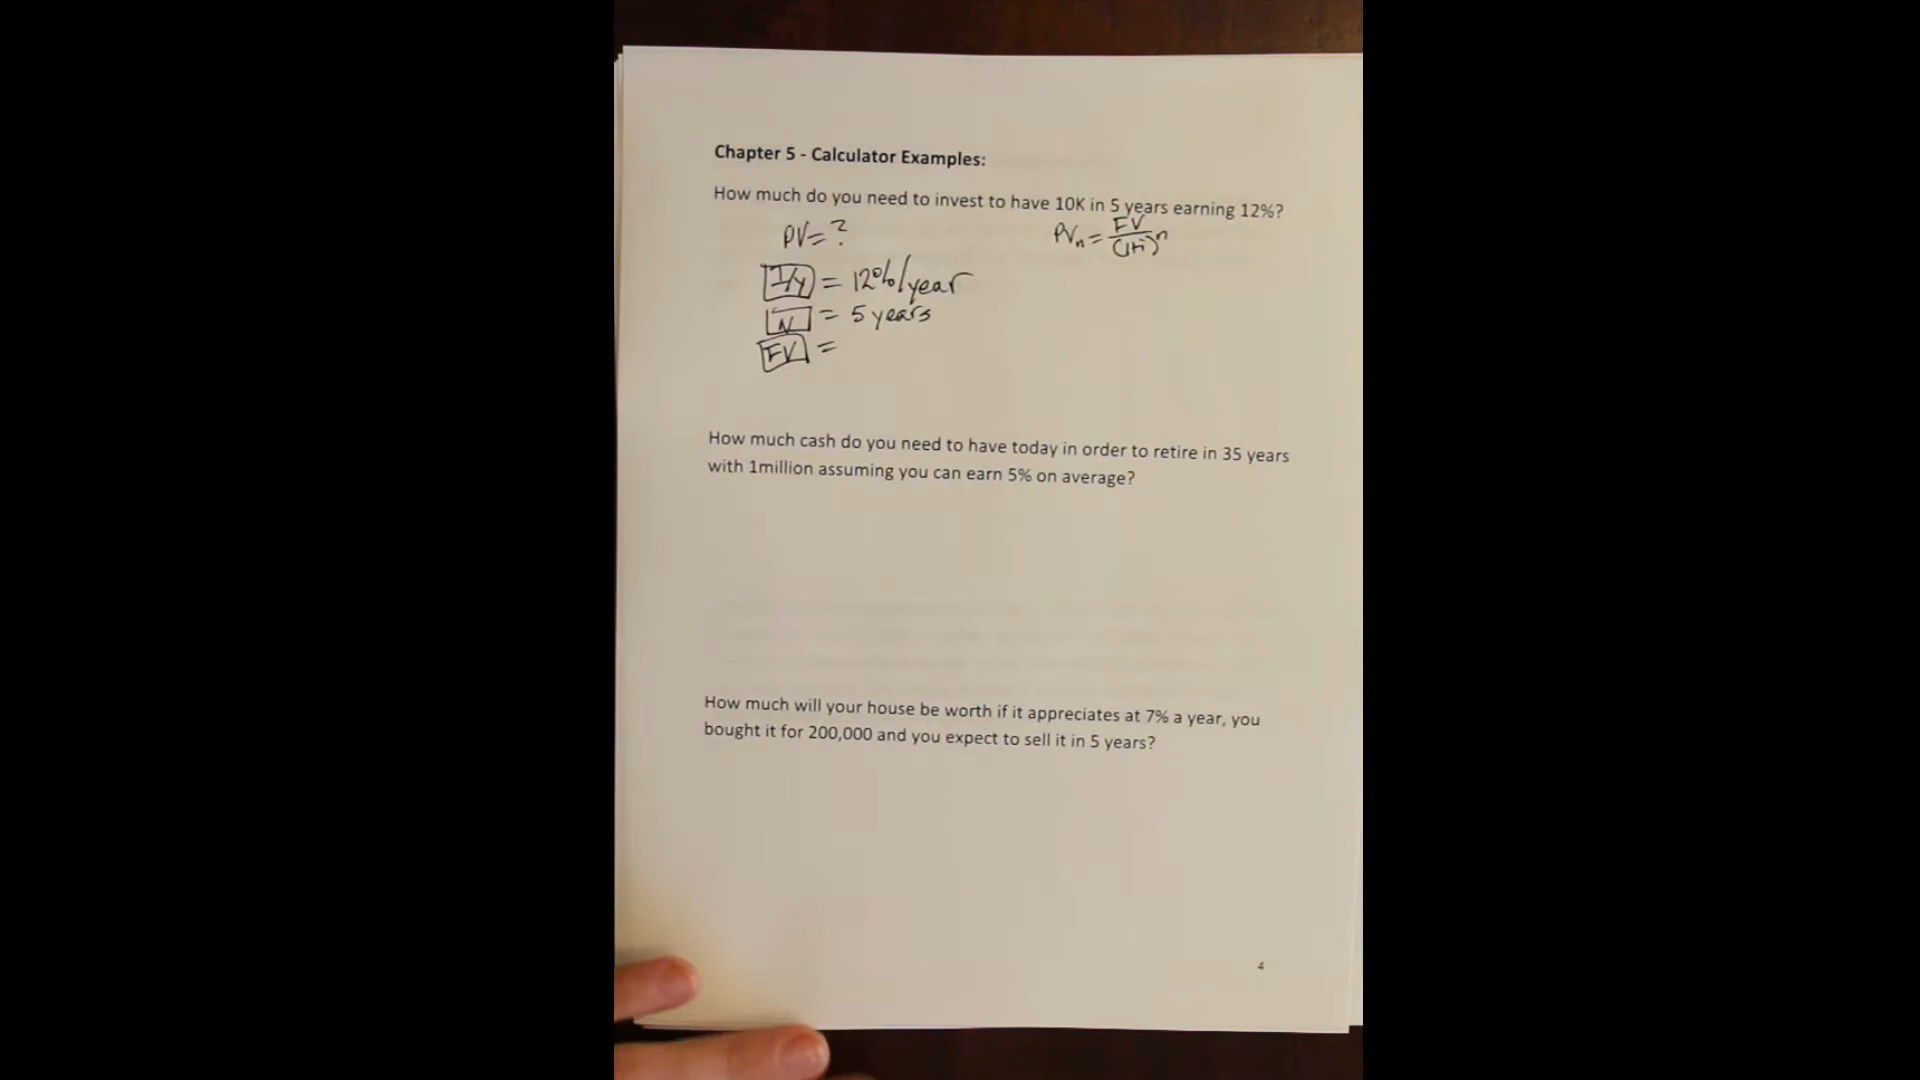 Chapter 5 - Calculator Examples:
How much do you need to invest to have 10K in 5 years earning 12%?
PV = ?
PVn = FV / (1+i)^n
I/Y = 12%/year
N = 5 years
FV =
How much cash do you need to have today in order to retire in 35 years
with 1million assuming you can earn 5% on average?
How much will your house be worth if it appreciates at 7% a year, you
bought it for 200,000 and you expect to sell it in 5 years?
4